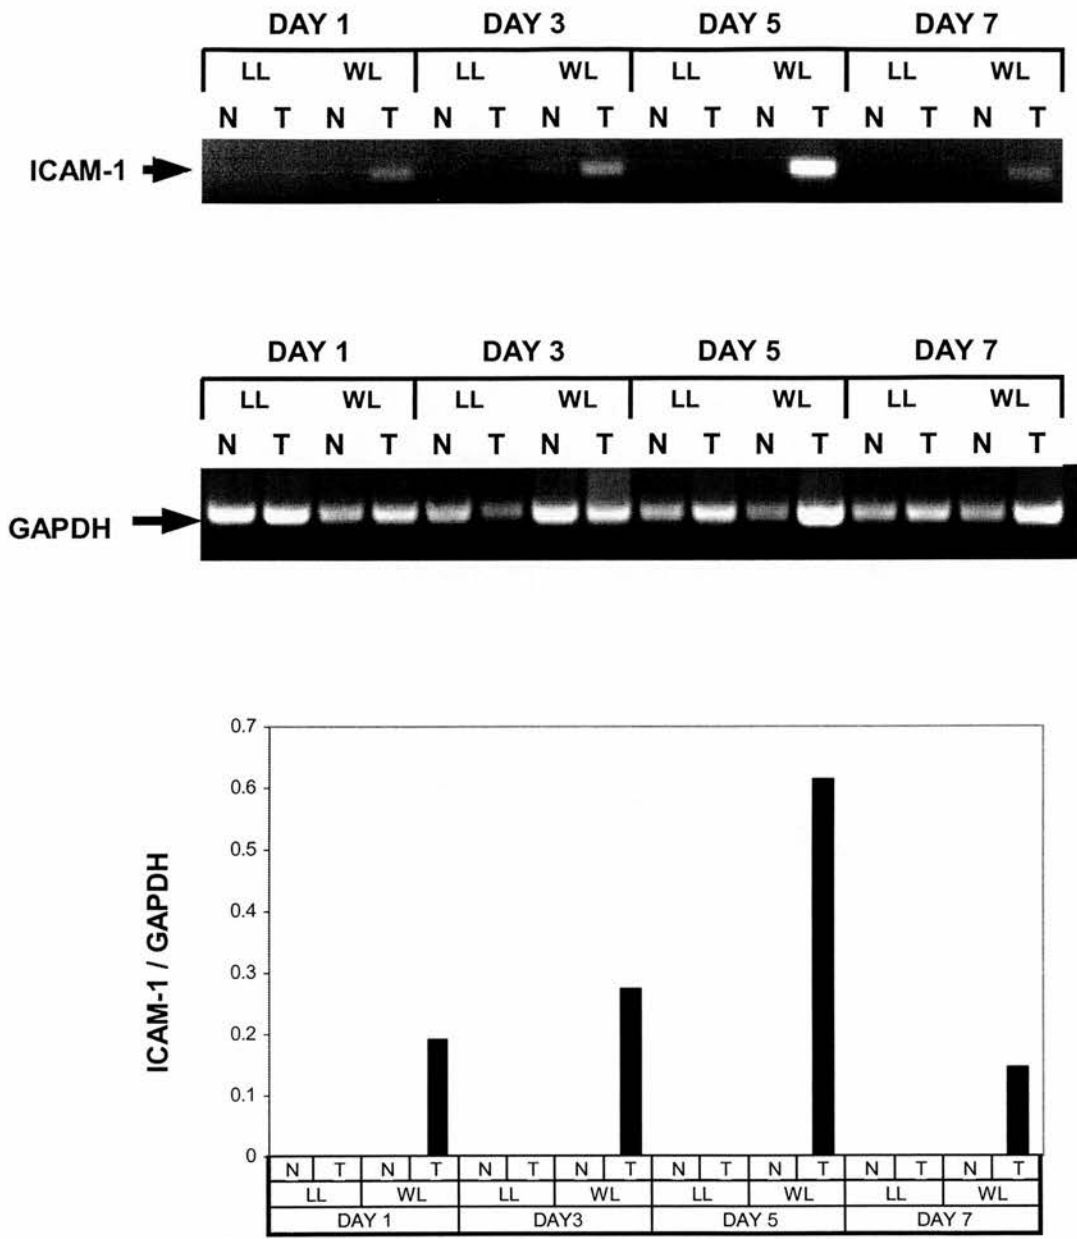 DAY 1 DAY 3 DAY 5 DAY 7
LL WL LL WL LL WL LL WL
N T N T N T N T N T N T N T N T
ICAM-1
DAY 1 DAY 3 DAY 5 DAY 7
LL WL LL WL LL WL LL WL
N T N T N T N T N T N T N T N T
GAPDH
0.7
0.6
0.5
0.4
0.3
0.2
0.1
0
ICAM-1 / GAPDH
N T N T N T N T N T N T N T N T
LL WL LL WL LL WL LL WL
DAY 1 DAY3 DAY 5 DAY 7